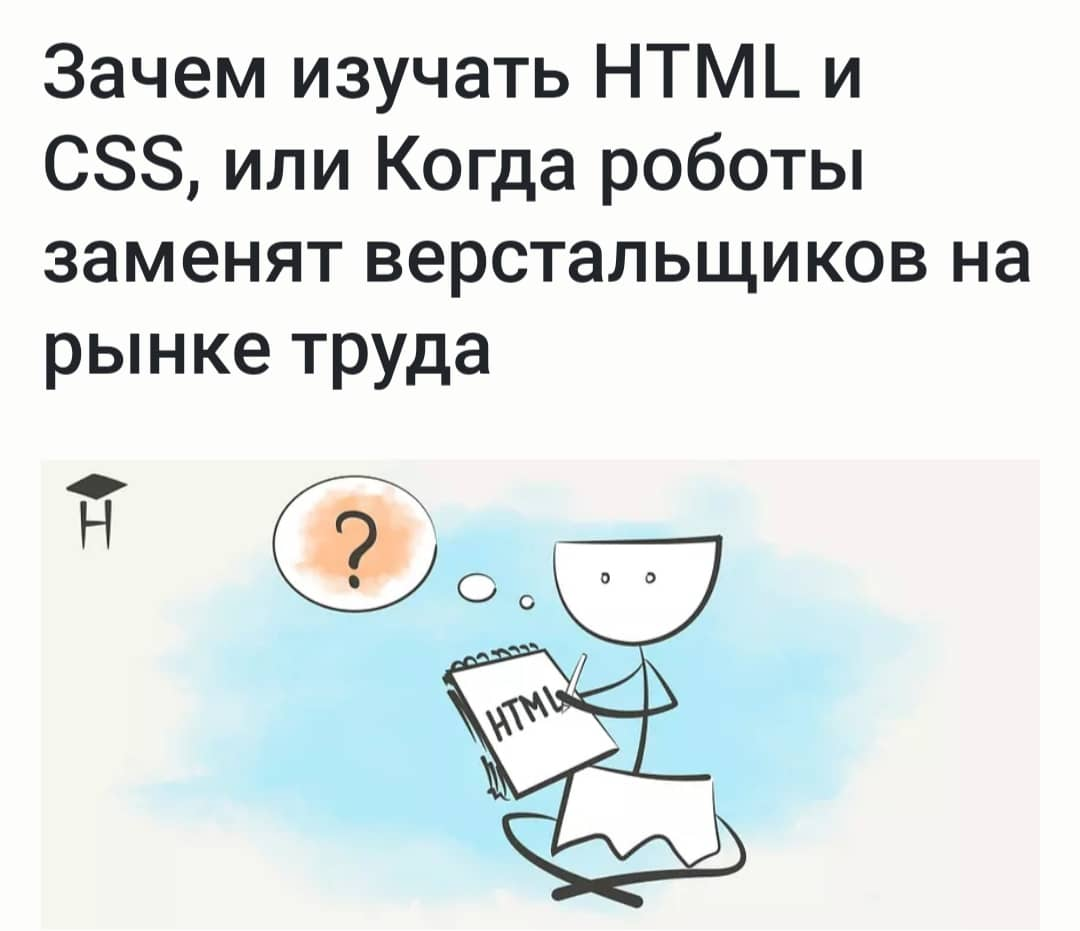 Зачем изучать HTML и
CSS, или Когда роботы
заменят верстальщиков на
рынке труда
H
?
HTML